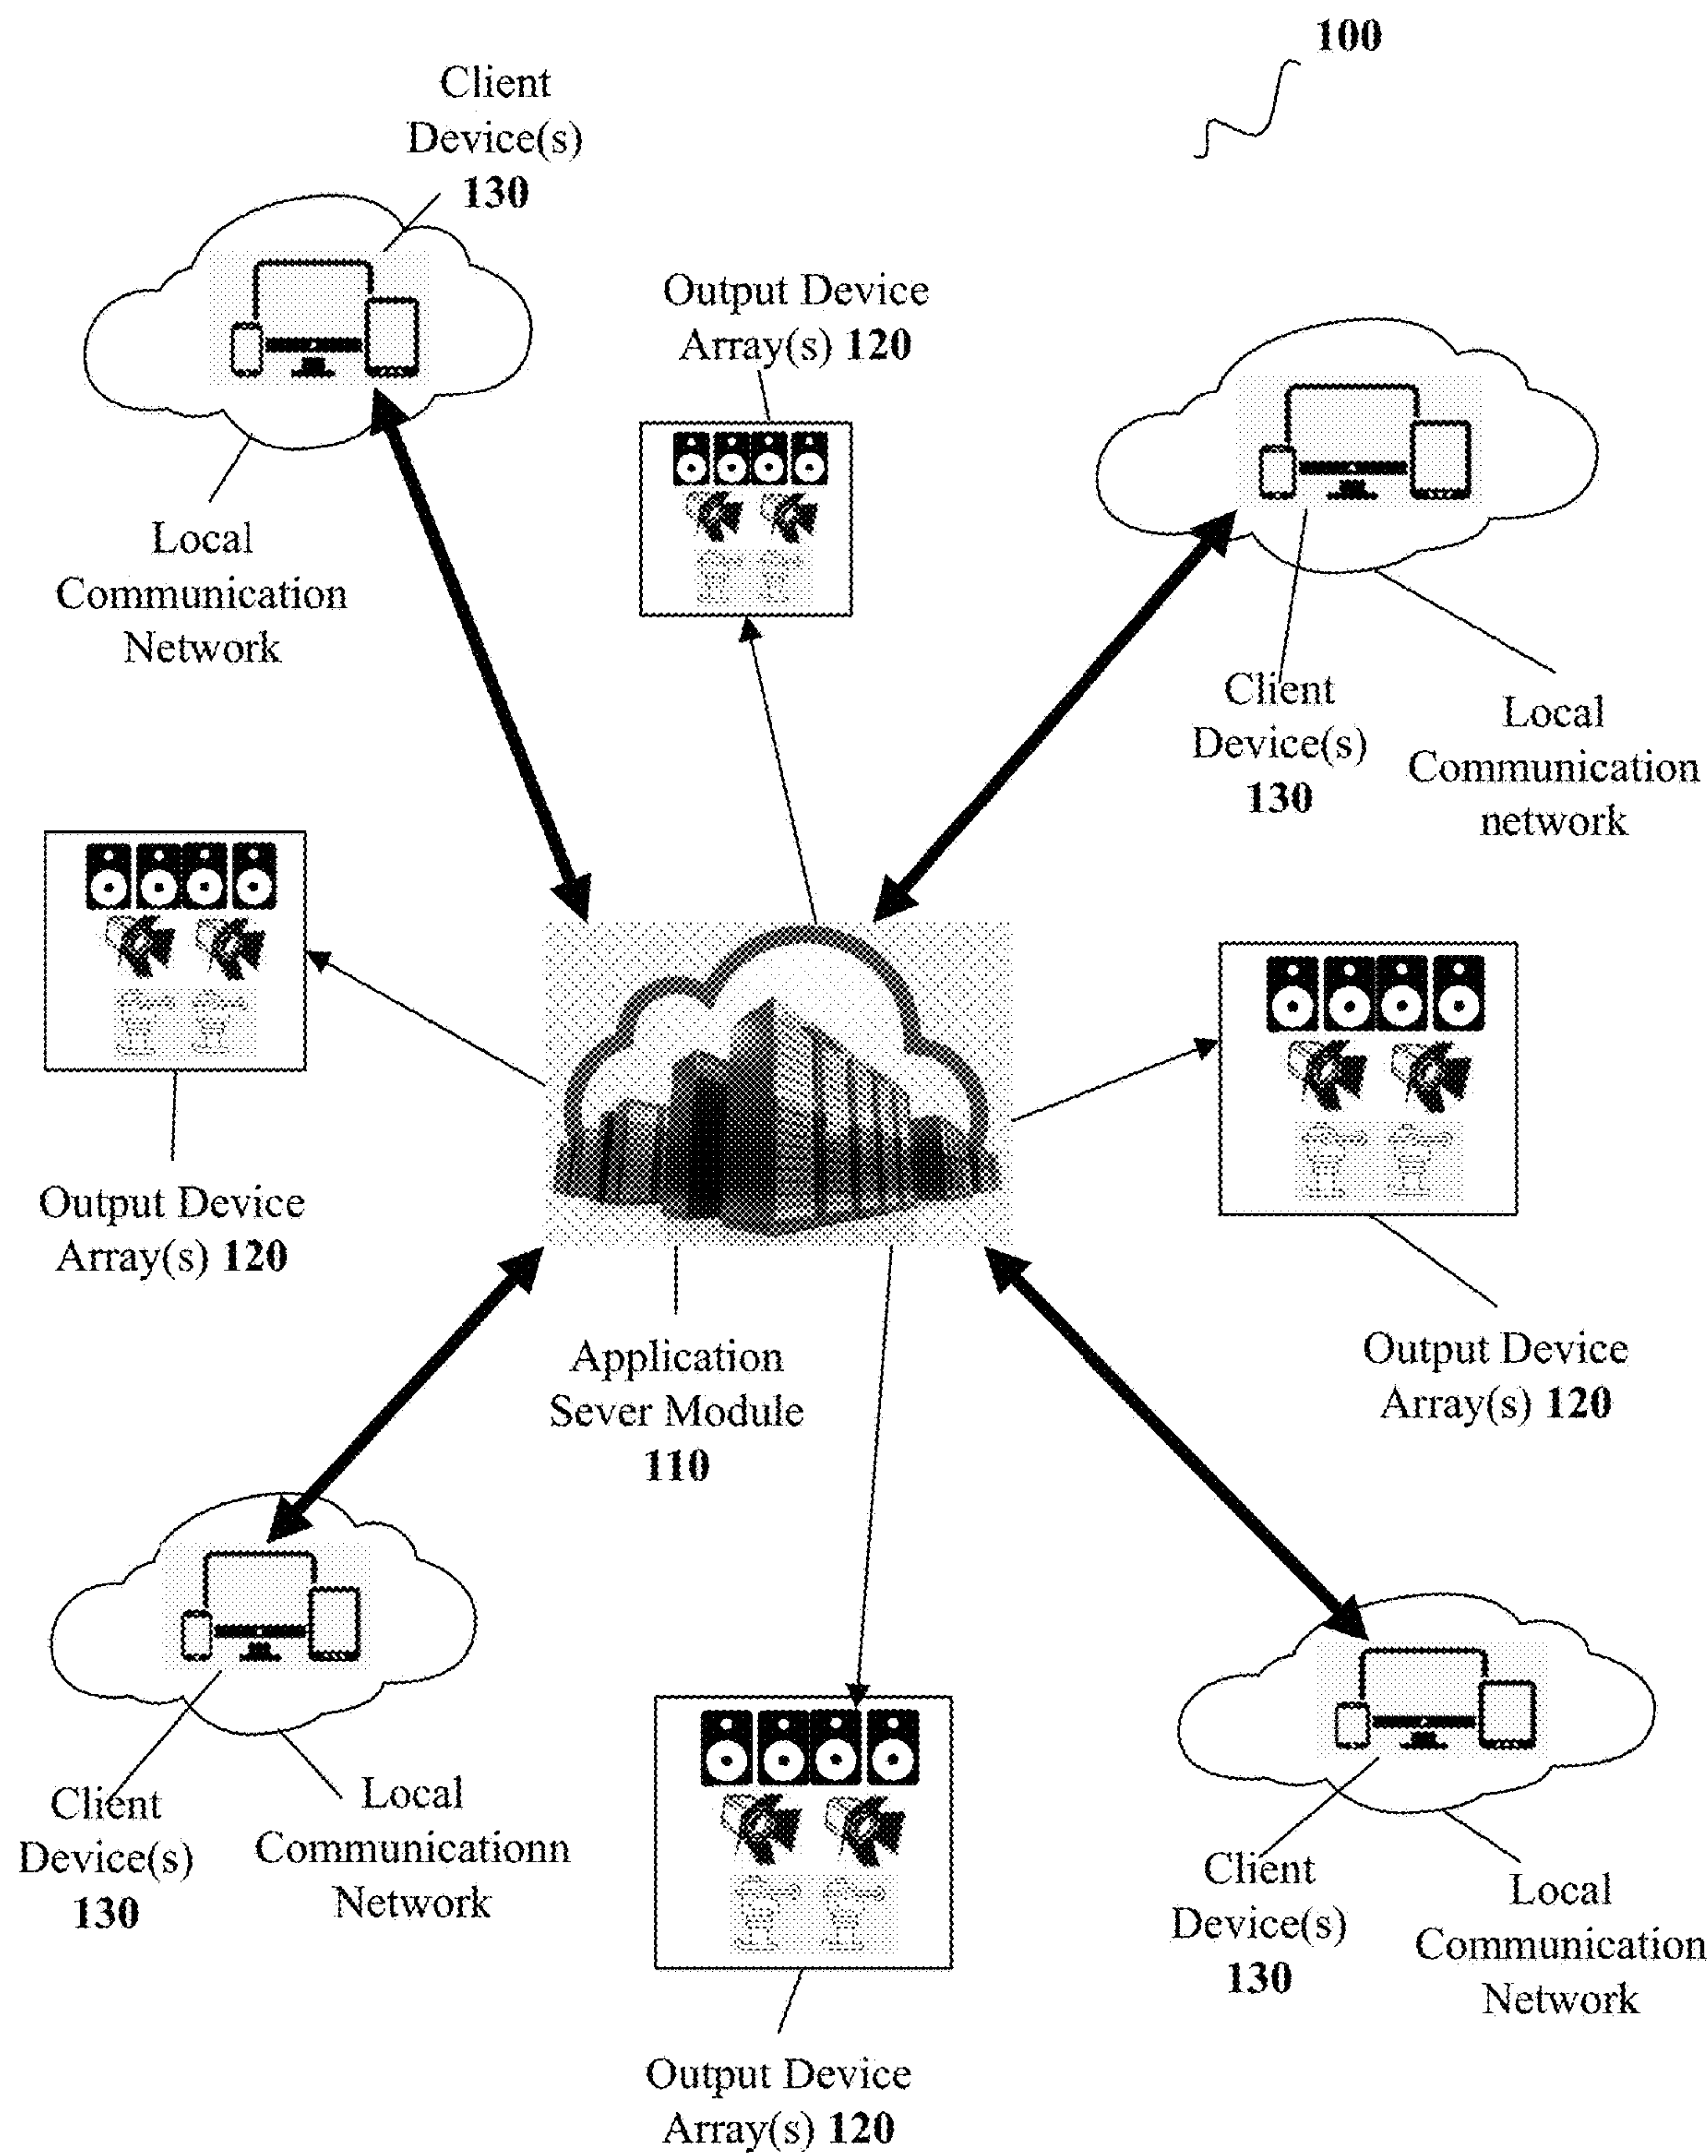 100
Client
Device(s)
130
Output Device
Array(s) 120
Local
Communication
Network
Client
Device(s)
130
Local
Communication
network
Output Device
Array(s) 120
Application
Sever Module
110
Output Device
Array(s) 120
Client
Device(s)
130
Local
Communicationn
Network
Client
Device(s)
130
Local
Communication
Network
Output Device
Array(s) 120